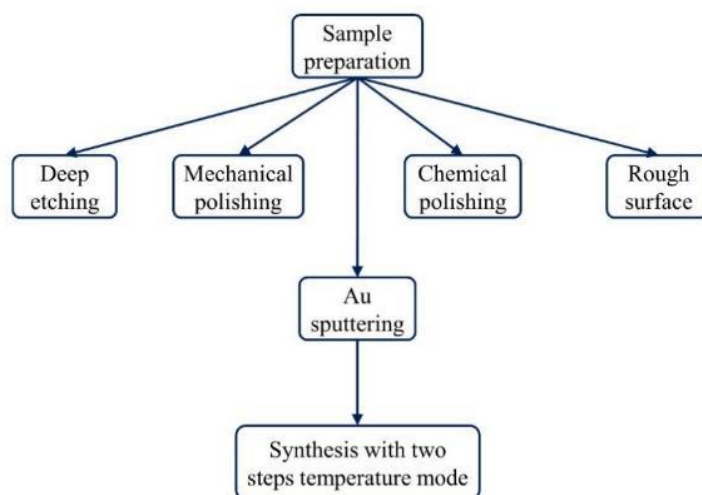 Sample
preparation
Deep
etching
Mechanical
polishing
Chemical
polishing
Rough
surface
Au
sputtering
Synthesis with two
steps temperature mode